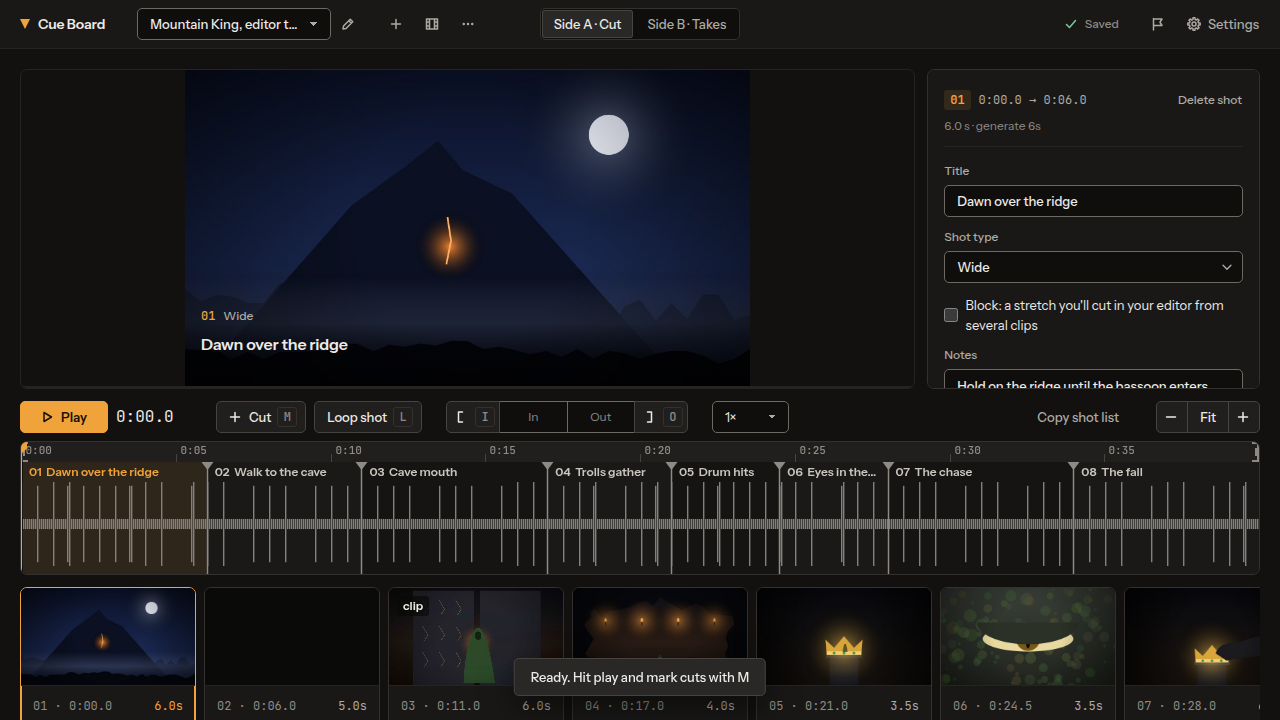 Cue Board
Mountain King, editor t...
Side A · Cut
Side B · Takes
Saved
Settings
01 Wide
Dawn over the ridge
01 0:00.0 → 0:06.0
Delete shot
6.0 s · generate 6s
Title
Dawn over the ridge
Shot type
Wide
Block: a stretch you'll cut in your editor from
several clips
Notes
Hold on the ridge until the bassoon enters.
Play
0:00.0
Cut M
Loop shot L
I In Out O
1×
Copy shot list
Fit
0:00 0:05 0:10 0:15 0:20 0:25 0:30 0:35
01 Dawn over the ridge 02 Walk to the cave 03 Cave mouth 04 Trolls gather 05 Drum hits 06 Eyes in the... 07 The chase 08 The fall
clip
Ready. Hit play and mark cuts with M
01 · 0:00.0 6.0s 02 · 0:06.0 5.0s 03 · 0:11.0 6.0s 04 · 0:17.0 4.0s 05 · 0:21.0 3.5s 06 · 0:24.5 3.5s 07 · 0:28.0